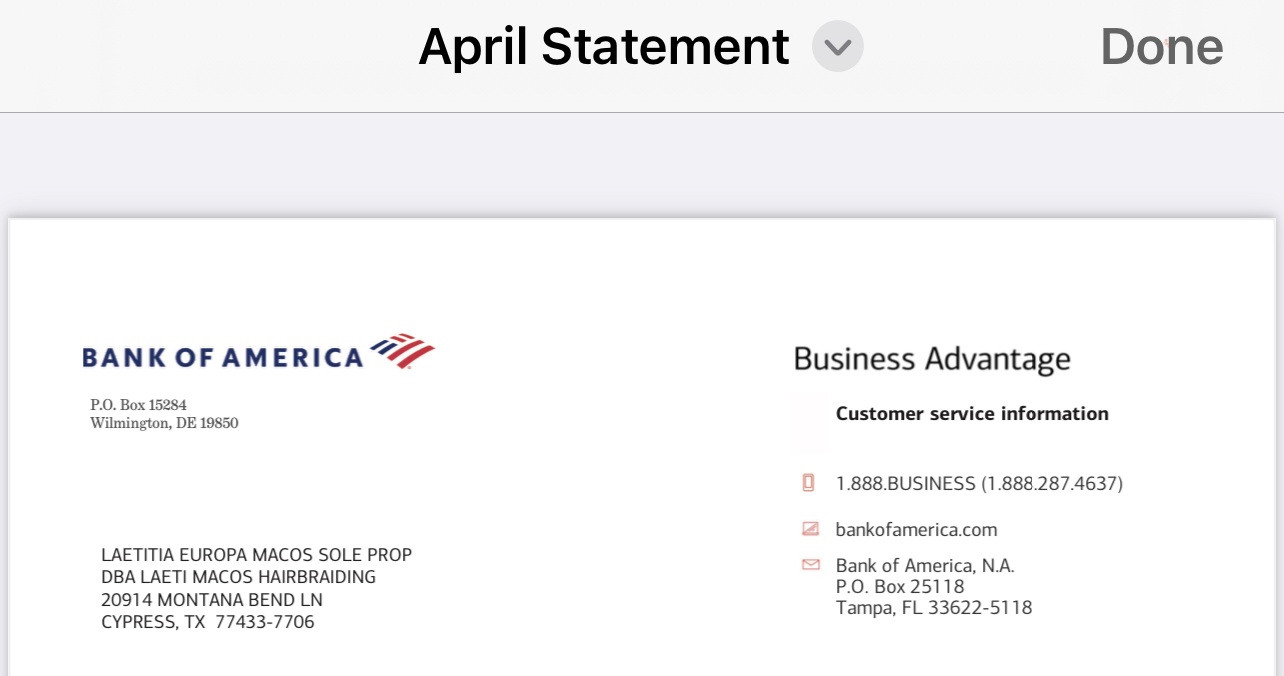 April Statement
Done
BANK OF AMERICA
P.O. Box 15284
Wilmington, DE 19850
Business Advantage
Customer service information
1.888.BUSINESS (1.888.287.4637)
bankofamerica.com
Bank of America, N.A.
P.O. Box 25118
Tampa, FL 33622-5118
LAETITIA EUROPA MACOS SOLE PROP
DBA LAETI MACOS HAIRBRAIDING
20914 MONTANA BEND LN
CYPRESS, TX  77433-7706